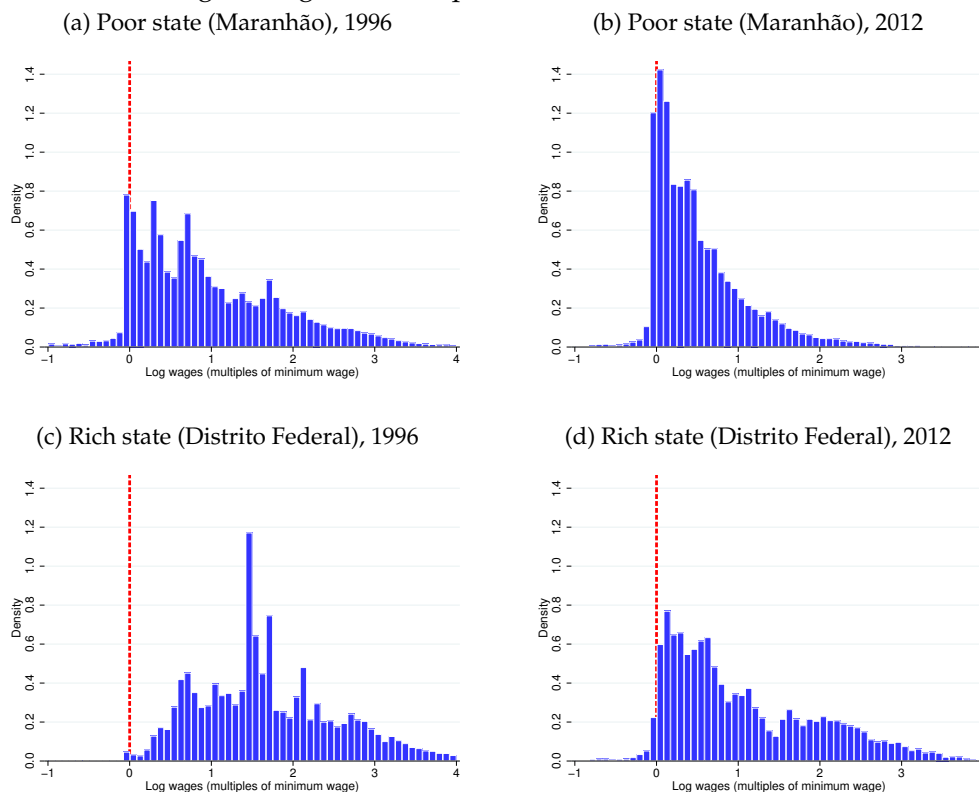 (a) Poor state (Maranhão), 1996
(b) Poor state (Maranhão), 2012
Density
0.0 0.2 0.4 0.6 0.8 1.0 1.2 1.4
−1 0 1 2 3 4
Log wages (multiples of minimum wage)
Density
0.0 0.2 0.4 0.6 0.8 1.0 1.2 1.4
−1 0 1 2 3
Log wages (multiples of minimum wage)
(c) Rich state (Distrito Federal), 1996
(d) Rich state (Distrito Federal), 2012
Density
0.0 0.2 0.4 0.6 0.8 1.0 1.2 1.4
−1 0 1 2 3 4
Log wages (multiples of minimum wage)
Density
0.0 0.2 0.4 0.6 0.8 1.0 1.2 1.4
−1 0 1 2 3
Log wages (multiples of minimum wage)